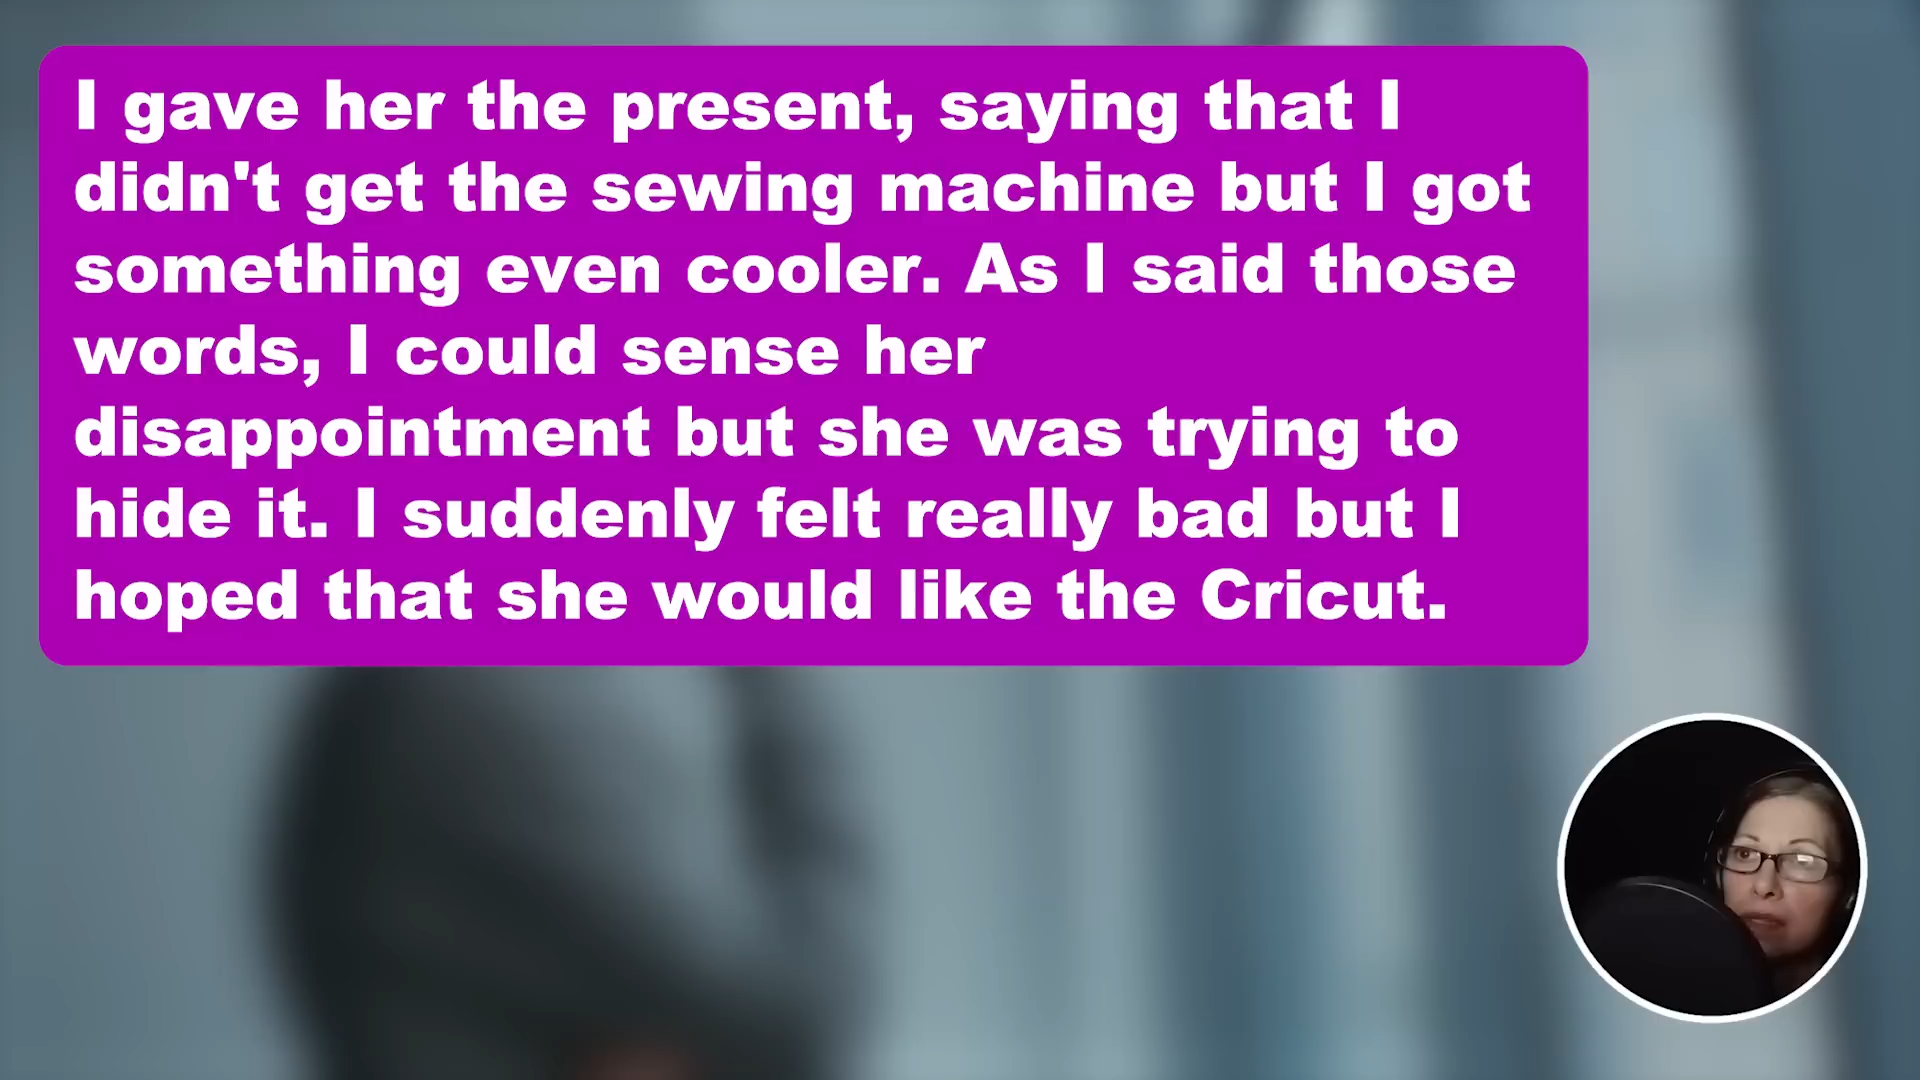 I gave her the present, saying that I
didn't get the sewing machine but I got
something even cooler. As I said those
words, I could sense her
disappointment but she was trying to
hide it. I suddenly felt really bad but I
hoped that she would like the Cricut.